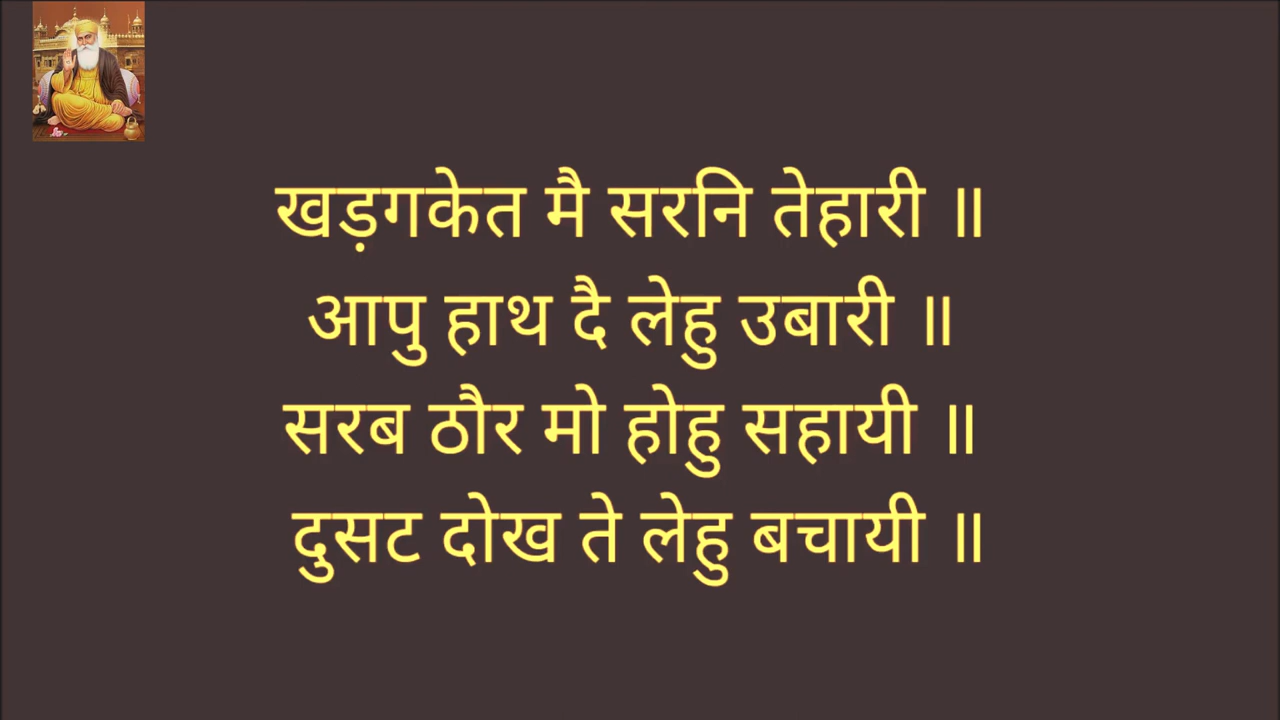 खड़गकेत मै सरनि तेहारी ॥
आपु हाथ दै लेहु उबारी ॥
सरब ठौर मो होहु सहायी ॥
दुसट दोख ते लेहु बचायी ॥